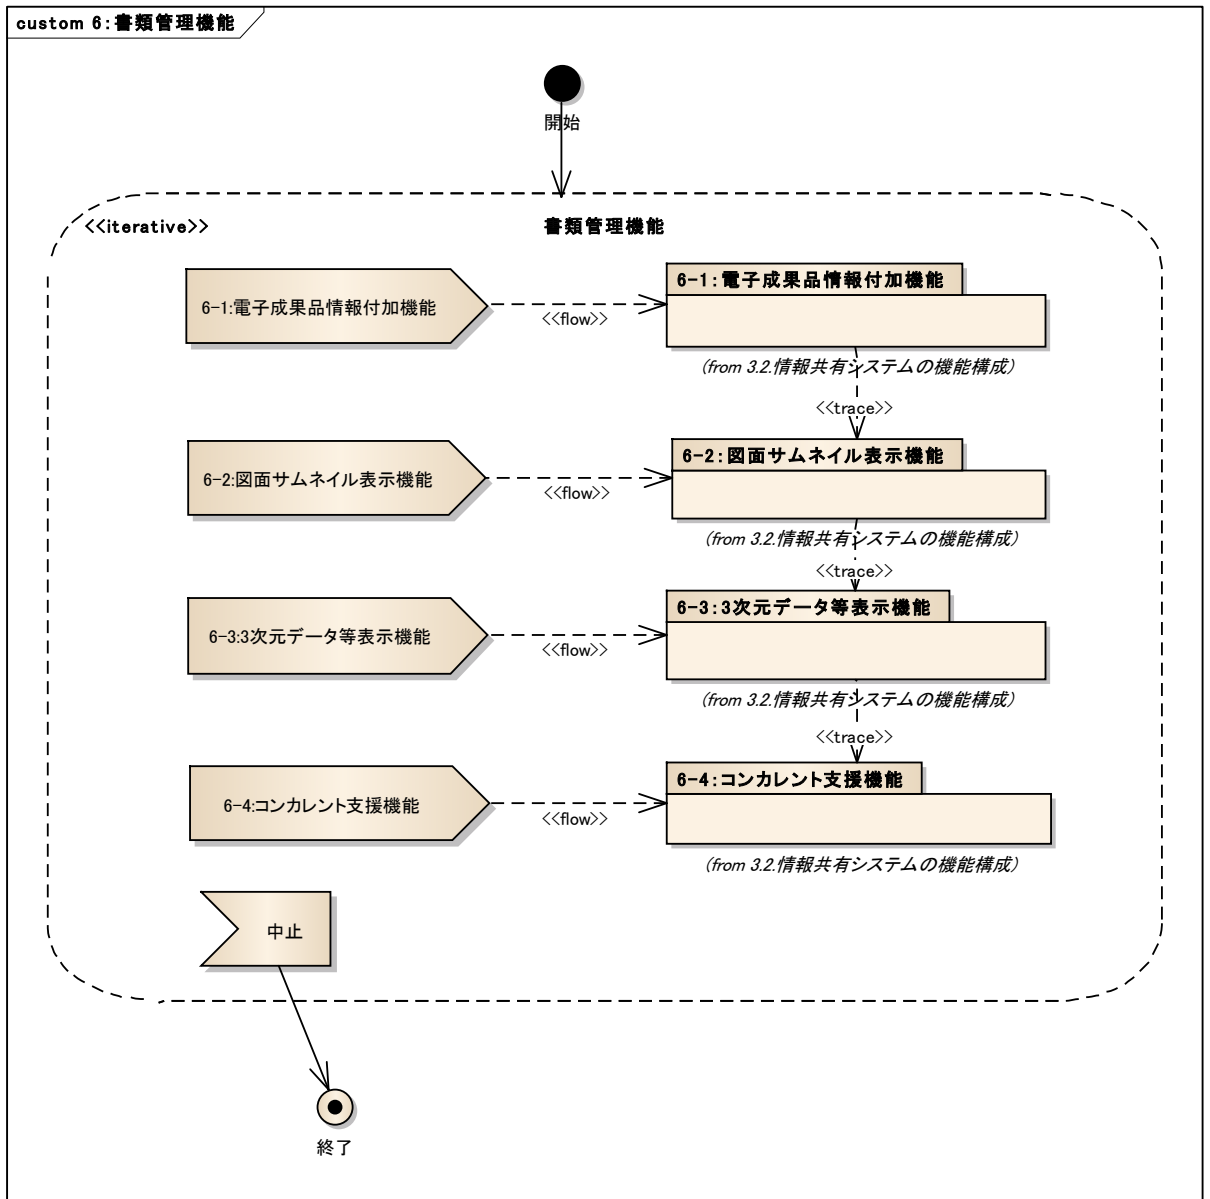 custom 6:書類管理機能
開始
<<iterative>>
書類管理機能
6-1:電子成果品情報付加機能
<<flow>>
6-1:電子成果品情報付加機能
(from 3.2.情報共有システムの機能構成)
<<trace>>
6-2:図面サムネイル表示機能
<<flow>>
6-2:図面サムネイル表示機能
(from 3.2.情報共有システムの機能構成)
<<trace>>
6-3:3次元データ等表示機能
<<flow>>
6-3:3次元データ等表示機能
(from 3.2.情報共有システムの機能構成)
<<trace>>
6-4:コンカレント支援機能
<<flow>>
6-4:コンカレント支援機能
(from 3.2.情報共有システムの機能構成)
中止
終了